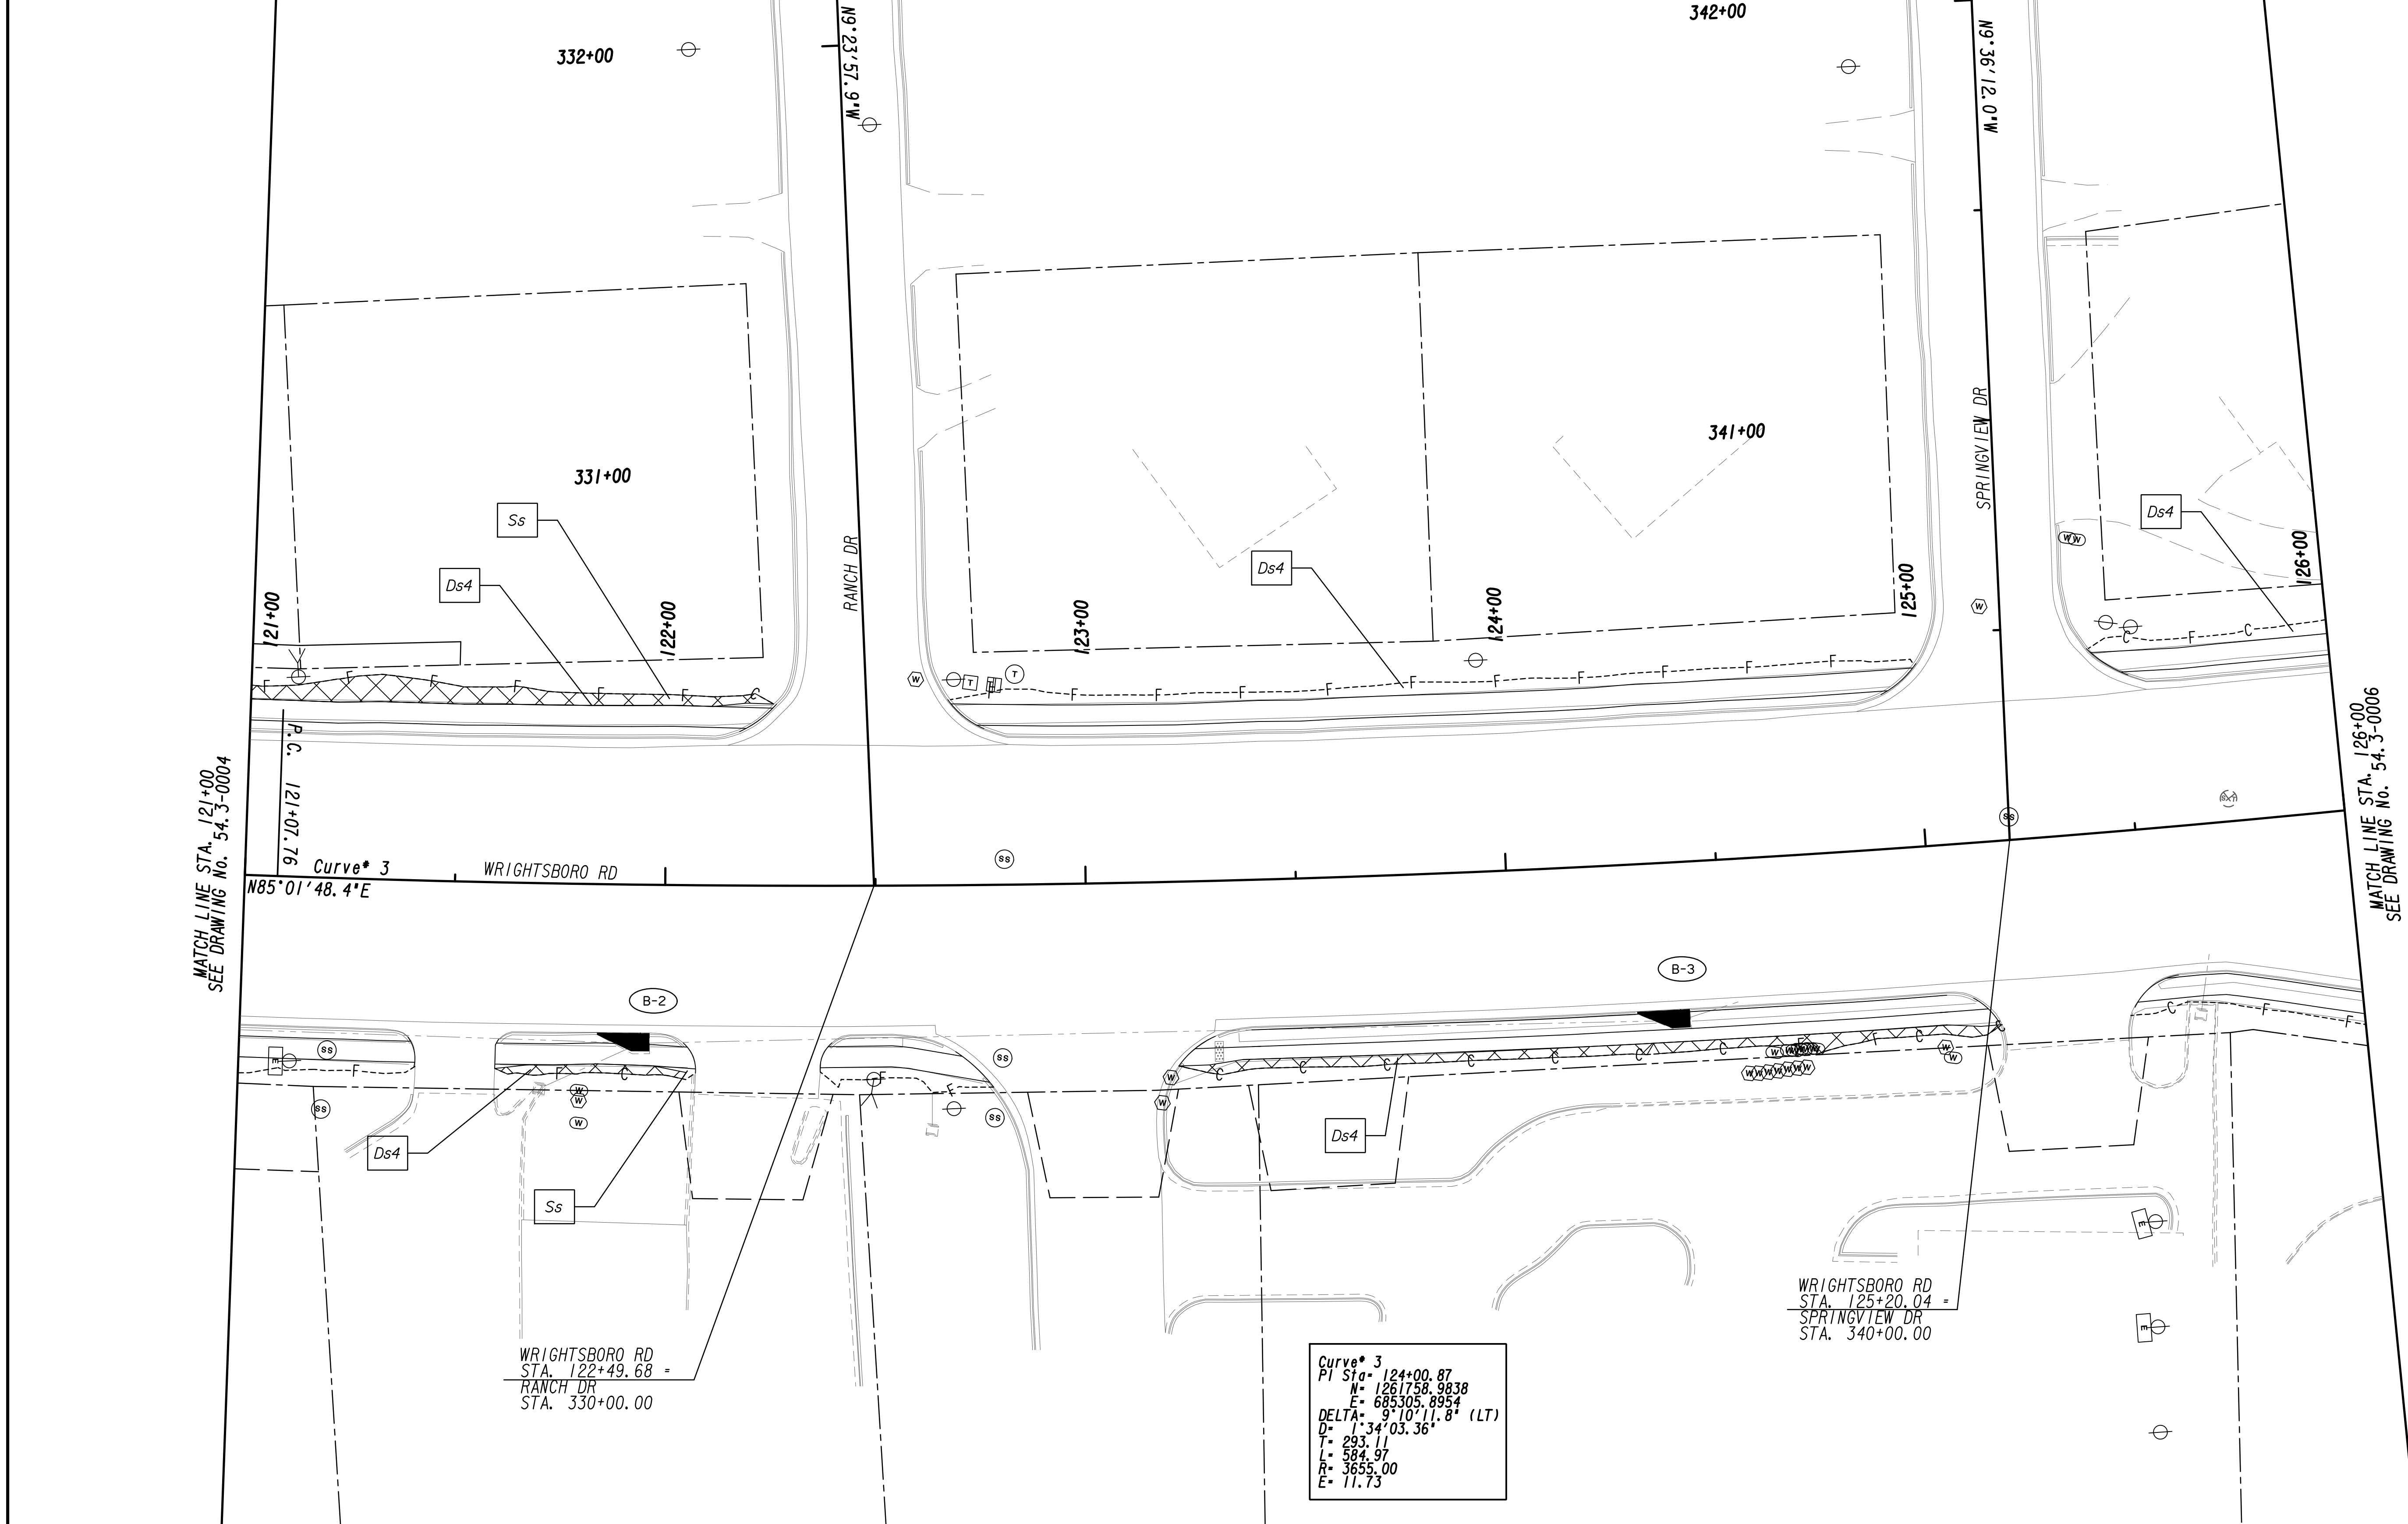 342+00
332+00
N9°23'57.9"W
N9°36'12.0"W
341+00
331+00
SPRINGVIEW DR
Ss
Ds4
RANCH DR
Ds4
Ds4
121+00
122+00
123+00
124+00
125+00
126+00
F F F F F F C
F F F F F F F F F F
C F C
W
T
T
W
W W
P.C. 121+07.76
MATCH LINE STA. 121+00
SEE DRAWING No. 54.3-0004
MATCH LINE STA. 126+00
SEE DRAWING No. 54.3-0006
SS
SS
Curve# 3
WRIGHTSBORO RD
N85°01'48.4"E
B-2
B-3
E
SS
SS
SS
SS
F
F C
F F
C C C C C C F C C
C F F
W
W
W
W
W
W W W W W W W
W
W
Ds4
Ss
Ds4
E
E
WRIGHTSBORO RD
STA. 122+49.68 =
RANCH DR
STA. 330+00.00
WRIGHTSBORO RD
STA. 125+20.04 =
SPRINGVIEW DR
STA. 340+00.00
Curve# 3
PI Sta= 124+00.87
N= 1261758.9838
E= 685305.8954
DELTA= 9°10'11.8" (LT)
D= 1°34'03.36"
T= 293.11
L= 584.97
R= 3655.00
E= 11.73